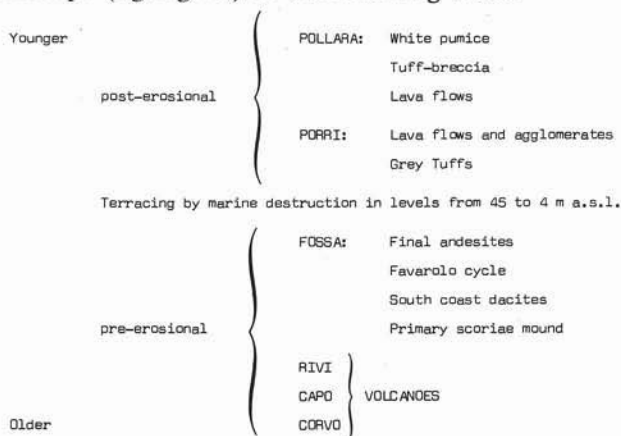 Younger POLLARA: White pumice
Tuff-breccia
post-erosional Lava flows
PORRI: Lava flows and agglomerates
Grey Tuffs
Terracing by marine destruction in levels from 45 to 4 m a.s.l.
FOSSA: Final andesites
Favarolo cycle
South coast dacites
pre-erosional Primary scoriae mound
RIVI
CAPO VOLCANOES
Older CORVO